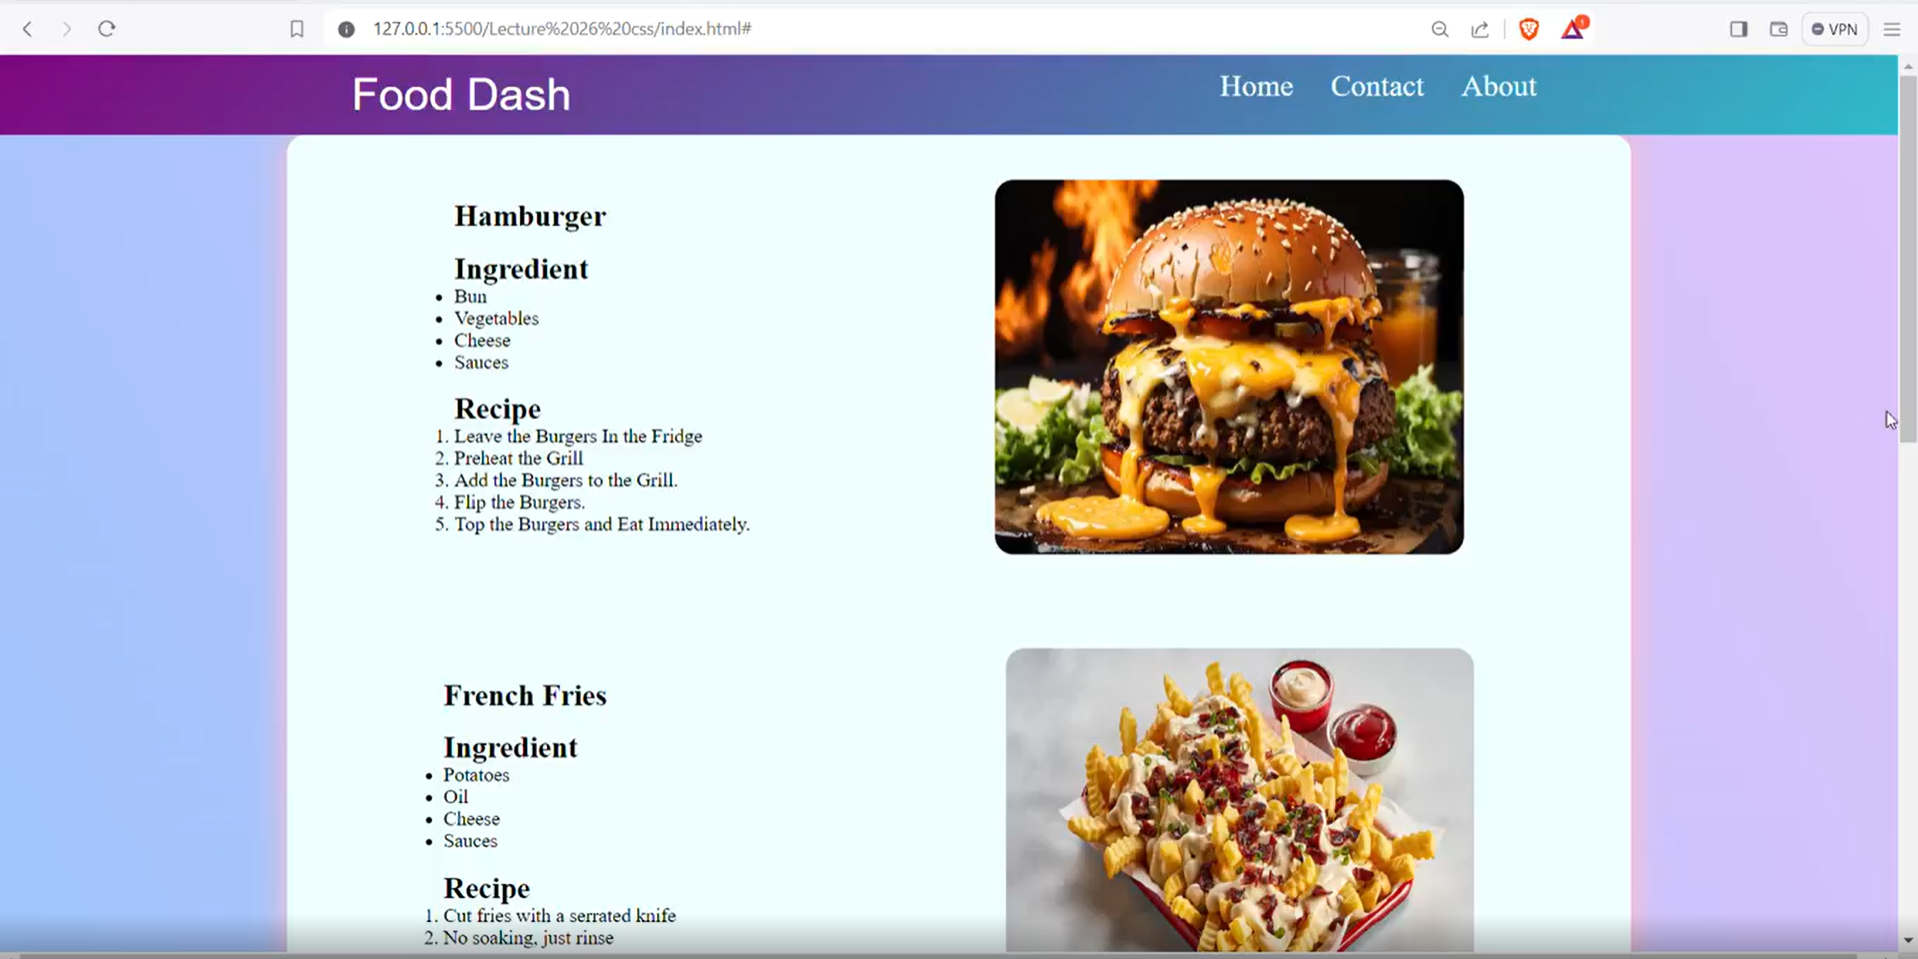 127.0.0.1:5500/Lecture%2026%20css/index.html#
1
VPN
Food Dash
Home Contact About
Hamburger
Ingredient
• Bun
• Vegetables
• Cheese
• Sauces
Recipe
1. Leave the Burgers In the Fridge
2. Preheat the Grill
3. Add the Burgers to the Grill.
4. Flip the Burgers.
5. Top the Burgers and Eat Immediately.
French Fries
Ingredient
• Potatoes
• Oil
• Cheese
• Sauces
Recipe
1. Cut fries with a serrated knife
2. No soaking, just rinse